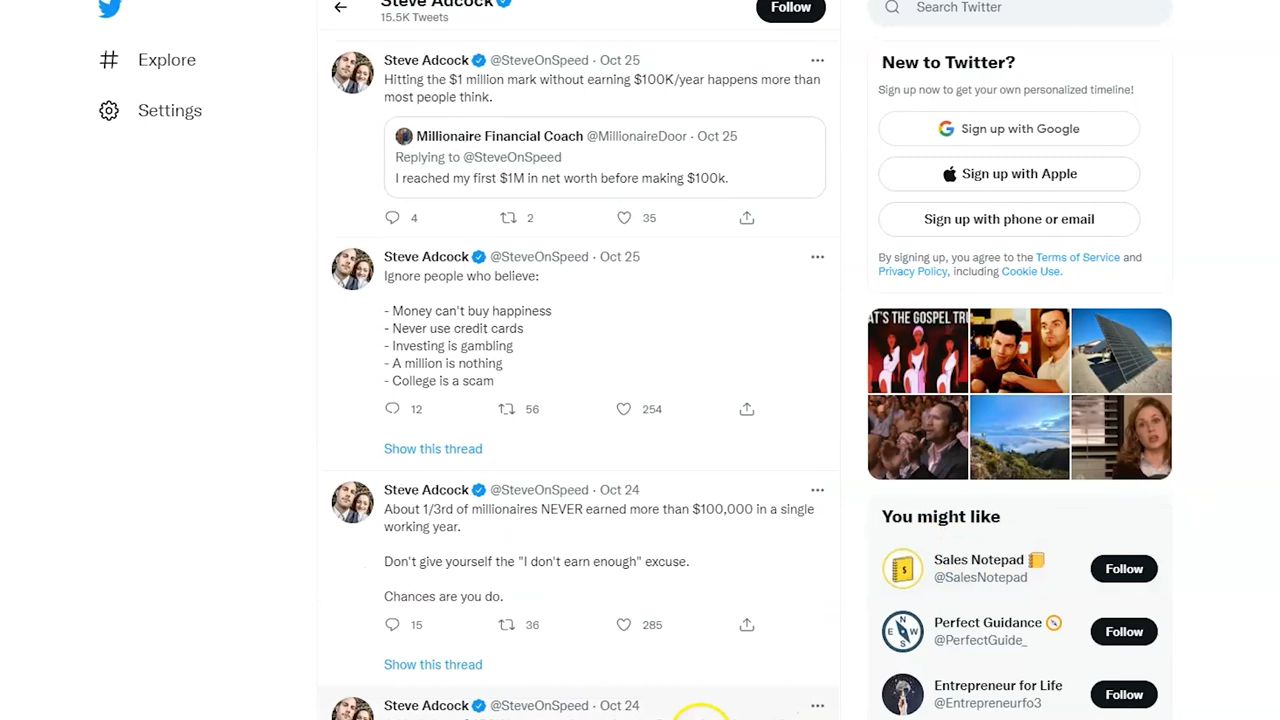 Steve Adcock
15.5K Tweets
Follow
Search Twitter
Explore
Settings
Steve Adcock @SteveOnSpeed · Oct 25
Hitting the $1 million mark without earning $100K/year happens more than
most people think.
Millionaire Financial Coach @MillionaireDoor · Oct 25
Replying to @SteveOnSpeed
I reached my first $1M in net worth before making $100k.
4 2 35
Steve Adcock @SteveOnSpeed · Oct 25
Ignore people who believe:
- Money can't buy happiness
- Never use credit cards
- Investing is gambling
- A million is nothing
- College is a scam
12 56 254
Show this thread
Steve Adcock @SteveOnSpeed · Oct 24
About 1/3rd of millionaires NEVER earned more than $100,000 in a single
working year.
Don't give yourself the "I don't earn enough" excuse.
Chances are you do.
15 36 285
Show this thread
Steve Adcock @SteveOnSpeed · Oct 24
New to Twitter?
Sign up now to get your own personalized timeline!
Sign up with Google
Sign up with Apple
Sign up with phone or email
By signing up, you agree to the Terms of Service and
Privacy Policy, including Cookie Use.
AT'S THE GOSPEL TR
You might like
Sales Notepad
@SalesNotepad
Follow
Perfect Guidance
@PerfectGuide_
Follow
Entrepreneur for Life
@Entrepreneurfo3
Follow